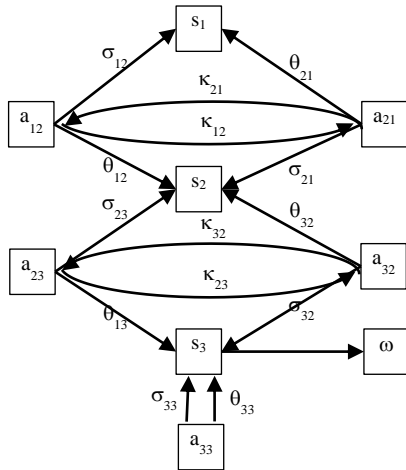 s₁
σ₁₂
θ₂₁
κ₂₁
a₁₂
a₂₁
κ₁₂
θ₁₂
s₂
σ₂₁
σ₂₃
κ₃₂
θ₃₂
a₂₃
a₃₂
κ₂₃
θ₁₃
σ₃₂
s₃
ω
σ₃₃
θ₃₃
a₃₃